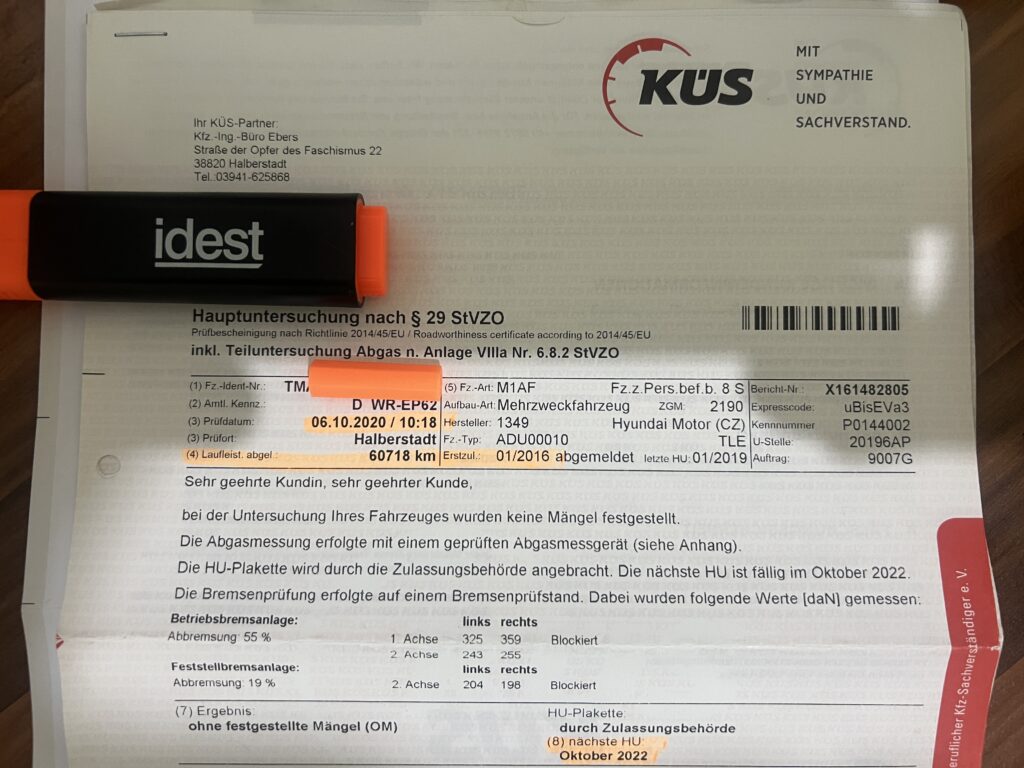 KÜS
MIT
SYMPATHIE
UND
SACHVERSTAND.
Ihr KÜS-Partner:
Kfz.-Ing.-Büro Ebers
Straße der Opfer des Faschismus 22
38820 Halberstadt
Tel.:03941-625868
idest
Hauptuntersuchung nach § 29 StVZO
Prüfbescheinigung nach Richtlinie 2014/45/EU / Roadworthiness certificate according to 2014/45/EU
inkl. Teiluntersuchung Abgas n. Anlage VIIIa Nr. 6.8.2 StVZO
(1) Fz.-Ident-Nr.: TMA (5) Fz.-Art: M1AF Fz.z.Pers.bef.b. 8 S Bericht-Nr.: X161482805
(2) Amtl. Kennz.: D WR-EP62 Aufbau-Art: Mehrzweckfahrzeug ZGM: 2190 Expresscode: uBisEVa3
(3) Prüfdatum: 06.10.2020 / 10:18 Hersteller: 1349 Hyundai Motor (CZ) Kennnummer P0144002
(3) Prüfort: Halberstadt Fz.-Typ: ADU00010 TLE U-Stelle: 20196AP
(4) Laufleist. abgel.: 60718 km Erstzul.: 01/2016 abgemeldet letzte HU: 01/2019 Auftrag: 9007G
Sehr geehrte Kundin, sehr geehrter Kunde,
bei der Untersuchung Ihres Fahrzeuges wurden keine Mängel festgestellt.
Die Abgasmessung erfolgte mit einem geprüften Abgasmessgerät (siehe Anhang).
Die HU-Plakette wird durch die Zulassungsbehörde angebracht. Die nächste HU ist fällig im Oktober 2022.
Die Bremsenprüfung erfolgte auf einem Bremsenprüfstand. Dabei wurden folgende Werte [daN] gemessen:
Betriebsbremsanlage: links rechts
Abbremsung: 55 % 1. Achse 325 359 Blockiert
2. Achse 243 255
Feststellbremsanlage: links rechts
Abbremsung: 19 % 2. Achse 204 198 Blockiert
(7) Ergebnis: HU-Plakette:
ohne festgestellte Mängel (OM) durch Zulassungsbehörde
(8) nächste HU:
Oktober 2022
Kfz-Sachverständiger e. V.